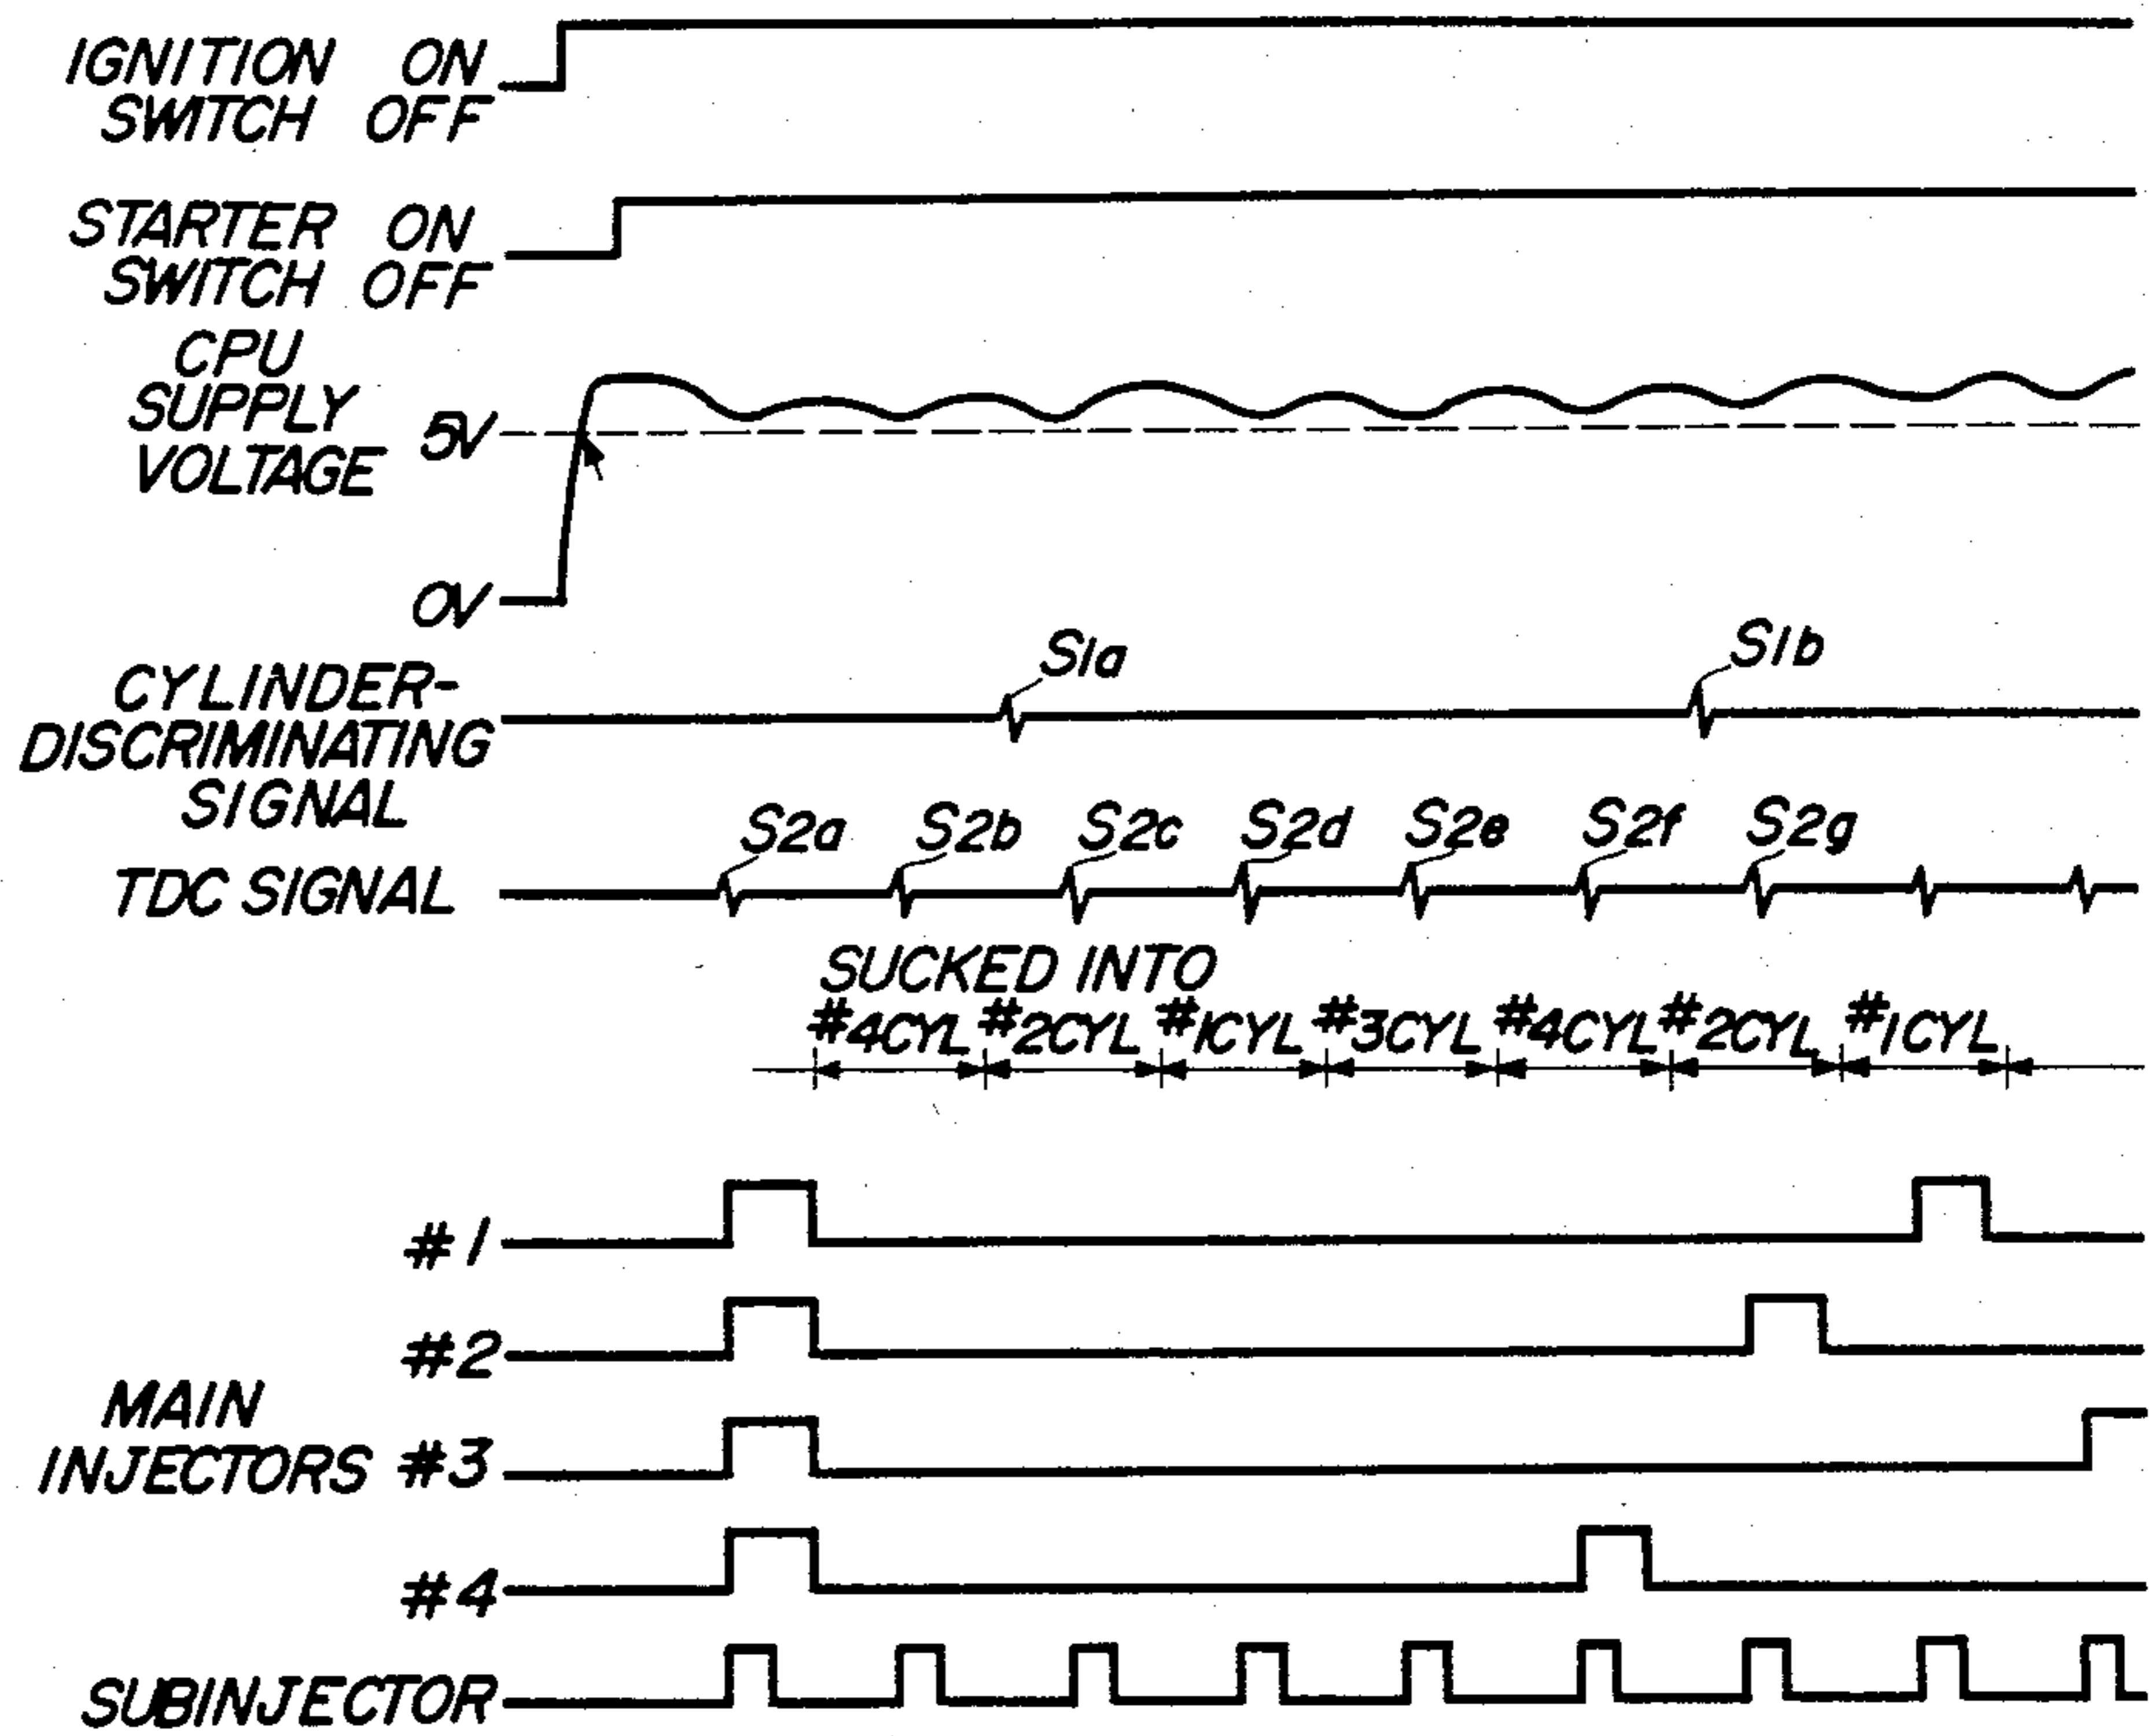 IGNITION ON
SWITCH OFF
STARTER ON
SWITCH OFF
CPU
SUPPLY
VOLTAGE
5V
0V
CYLINDER-
DISCRIMINATING
SIGNAL
S1a
S1b
TDC SIGNAL
S2a S2b S2c S2d S2e S2f S2g
SUCKED INTO
#4CYL #2CYL #1CYL #3CYL #4CYL #2CYL #1CYL
MAIN
INJECTORS
#1
#2
#3
#4
SUBINJECTOR